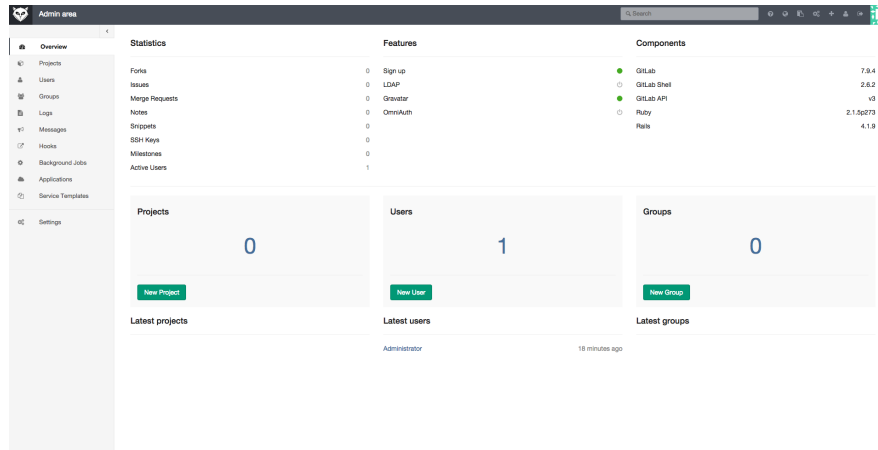 Admin area
Search
Overview
Projects
Users
Groups
Logs
Messages
Hooks
Background Jobs
Applications
Service Templates
Settings
Statistics
Forks 0
Issues 0
Merge Requests 0
Notes 0
Snippets 0
SSH Keys 0
Milestones 0
Active Users 1
Features
Sign up
LDAP
Gravatar
OmniAuth
Components
GitLab 7.9.4
GitLab Shell 2.6.2
GitLab API v3
Ruby 2.1.5p273
Rails 4.1.9
Projects
0
New Project
Users
1
New User
Groups
0
New Group
Latest projects
Latest users
Administrator 18 minutes ago
Latest groups